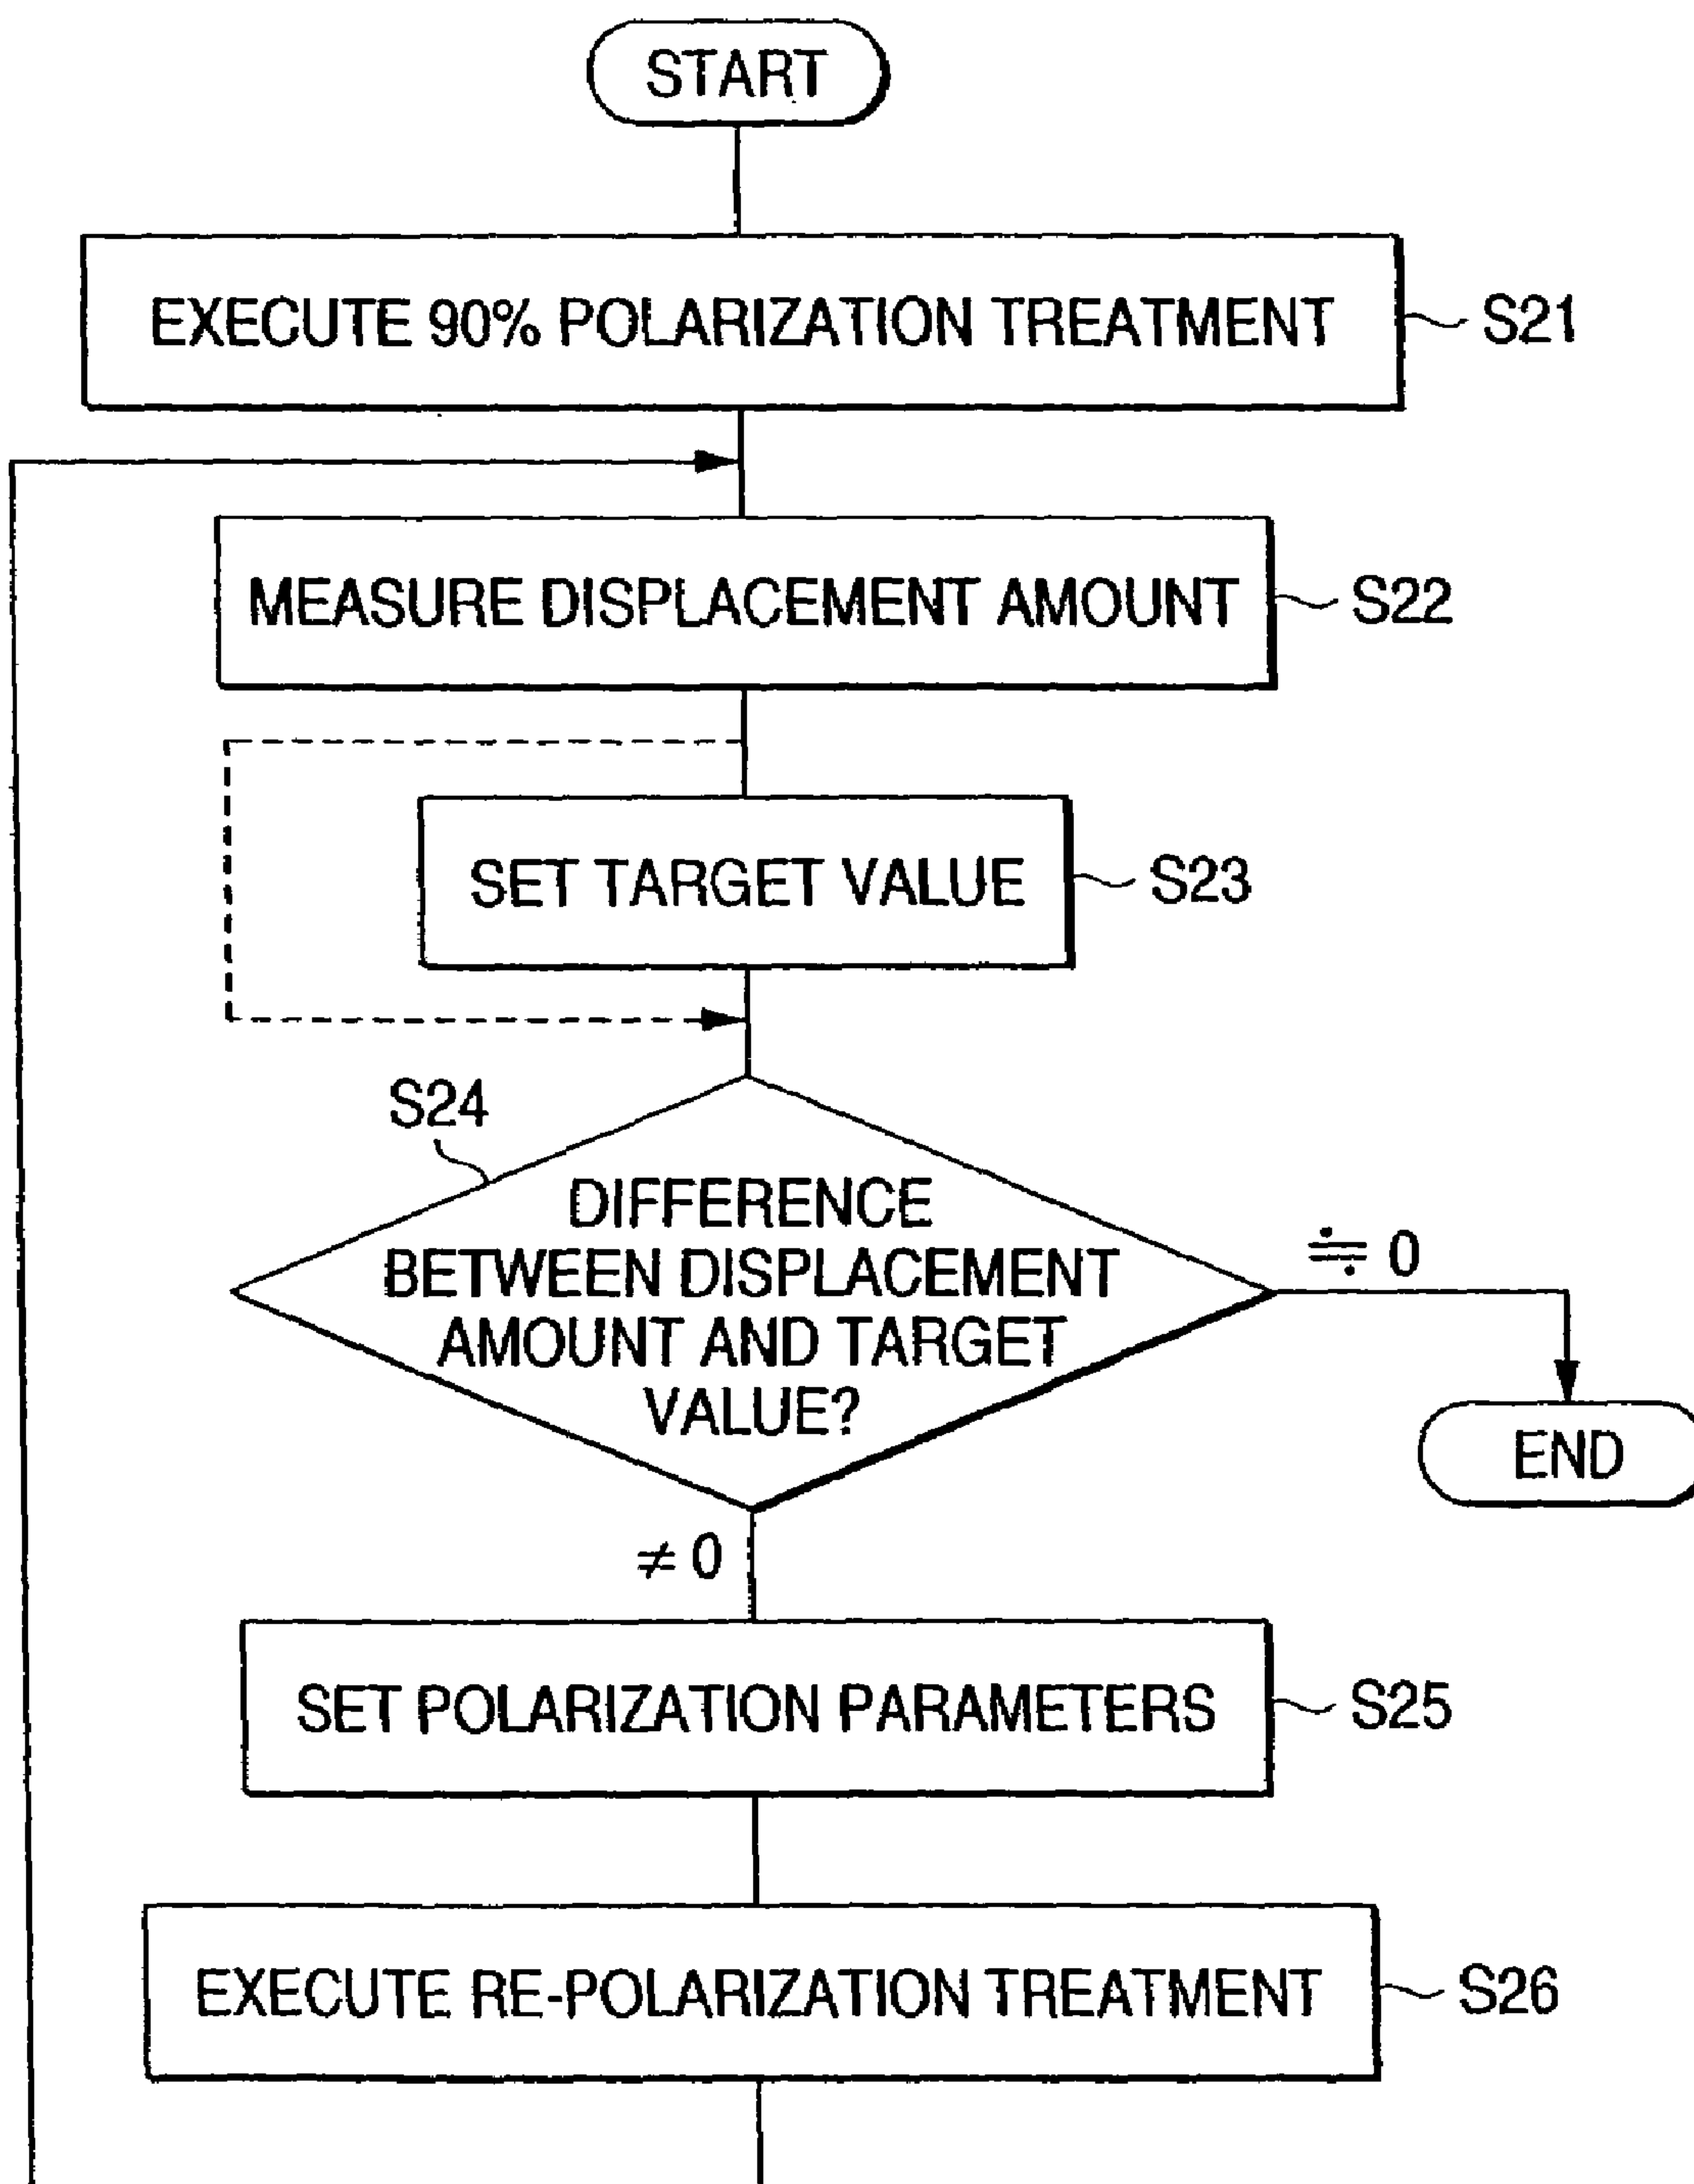 START
EXECUTE 90% POLARIZATION TREATMENT
S21
MEASURE DISPLACEMENT AMOUNT
S22
SET TARGET VALUE
S23
S24
DIFFERENCE
BETWEEN DISPLACEMENT
AMOUNT AND TARGET
VALUE?
≒ 0
END
≠ 0
SET POLARIZATION PARAMETERS
S25
EXECUTE RE-POLARIZATION TREATMENT
S26